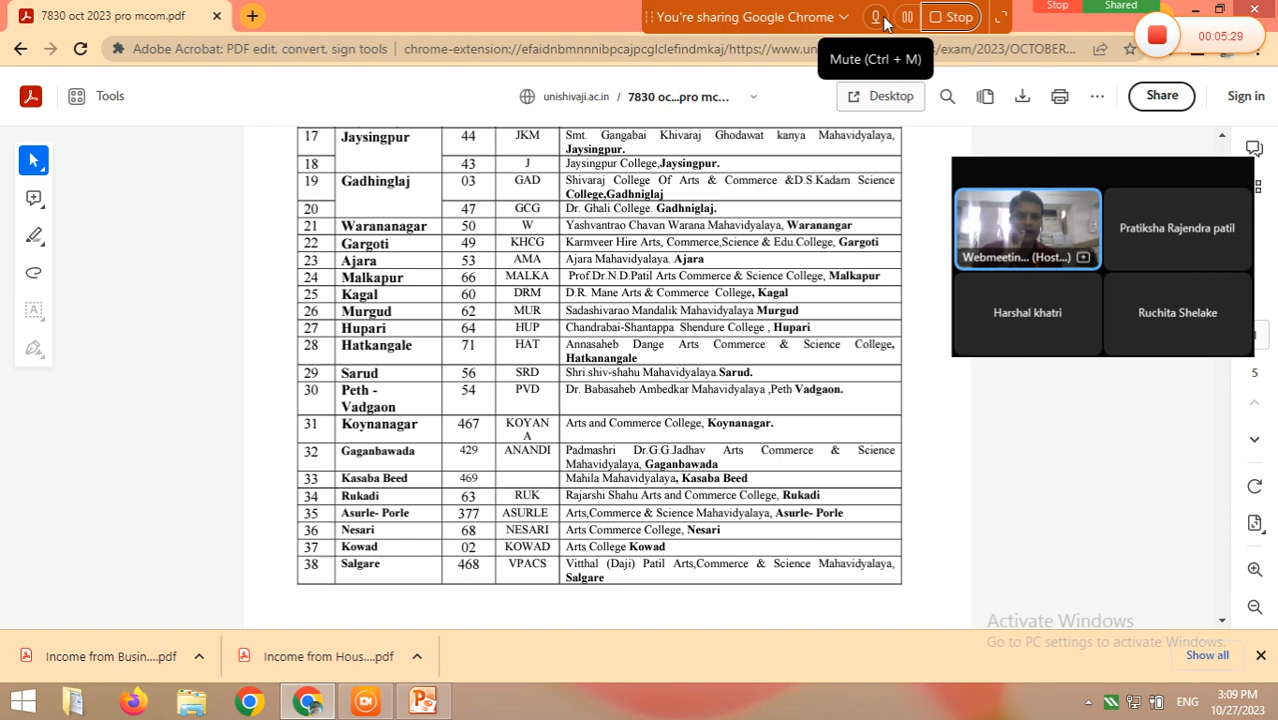 7830 oct 2023 pro mcom.pdf
You're sharing Google Chrome
Stop
Stop
Shared
00:05:29
Adobe Acrobat: PDF edit, convert, sign tools
chrome-extension://efaidnbmnnnibpcajpcglclefindmkaj/https://www.un
/exam/2023/OCTOBER...
Mute (Ctrl + M)
Tools
unishivaji.ac.in
7830 oc...pro mc...
Desktop
Share
Sign in
17 Jaysingpur 44 JKM Smt. Gangabai Khivaraj Ghodawat kanya Mahavidyalaya,
Jaysingpur.
18 43 J Jaysingpur College,Jaysingpur.
19 Gadhinglaj 03 GAD Shivaraj College Of Arts & Commerce &D.S.Kadam Science
College,Gadhniglaj
20 47 GCG Dr. Ghali College. Gadhniglaj.
21 Warananagar 50 W Yashvantrao Chavan Warana Mahavidyalaya, Waranangar
22 Gargoti 49 KHCG Karmveer Hire Arts, Commerce,Science & Edu.College, Gargoti
23 Ajara 53 AMA Ajara Mahavidyalaya. Ajara
24 Malkapur 66 MALKA Prof.Dr.N.D.Patil Arts Commerce & Science College, Malkapur
25 Kagal 60 DRM D.R. Mane Arts & Commerce College, Kagal
26 Murgud 62 MUR Sadashivarao Mandalik Mahavidyalaya Murgud
27 Hupari 64 HUP Chandrabai-Shantappa Shendure College , Hupari
28 Hatkangale 71 HAT Annasaheb Dange Arts Commerce & Science College,
Hatkanangale
29 Sarud 56 SRD Shri.shiv-shahu Mahavidyalaya.Sarud.
30 Peth - 54 PVD Dr. Babasaheb Ambedkar Mahavidyalaya ,Peth Vadgaon.
Vadgaon
31 Koynanagar 467 KOYAN Arts and Commerce College, Koynanagar.
A
32 Gaganbawada 429 ANANDI Padmashri Dr.G.G.Jadhav Arts Commerce & Science
Mahavidyalaya, Gaganbawada
33 Kasaba Beed 469 Mahila Mahavidyalaya, Kasaba Beed
34 Rukadi 63 RUK Rajarshi Shahu Arts and Commerce College, Rukadi
35 Asurle- Porle 377 ASURLE Arts,Commerce & Science Mahavidyalaya, Asurle- Porle
36 Nesari 68 NESARI Arts Commerce College, Nesari
37 Kowad 02 KOWAD Arts College Kowad
38 Salgare 468 VPACS Vitthal (Daji) Patil Arts,Commerce & Science Mahavidyalaya,
Salgare
Webmeetin... (Host...)
Pratiksha Rajendra patil
Harshal khatri
Ruchita Shelake
5
Activate Windows
Go to PC settings to activate Windows.
Income from Busin....pdf
Income from Hous....pdf
Show all
ENG
3:09 PM
10/27/2023